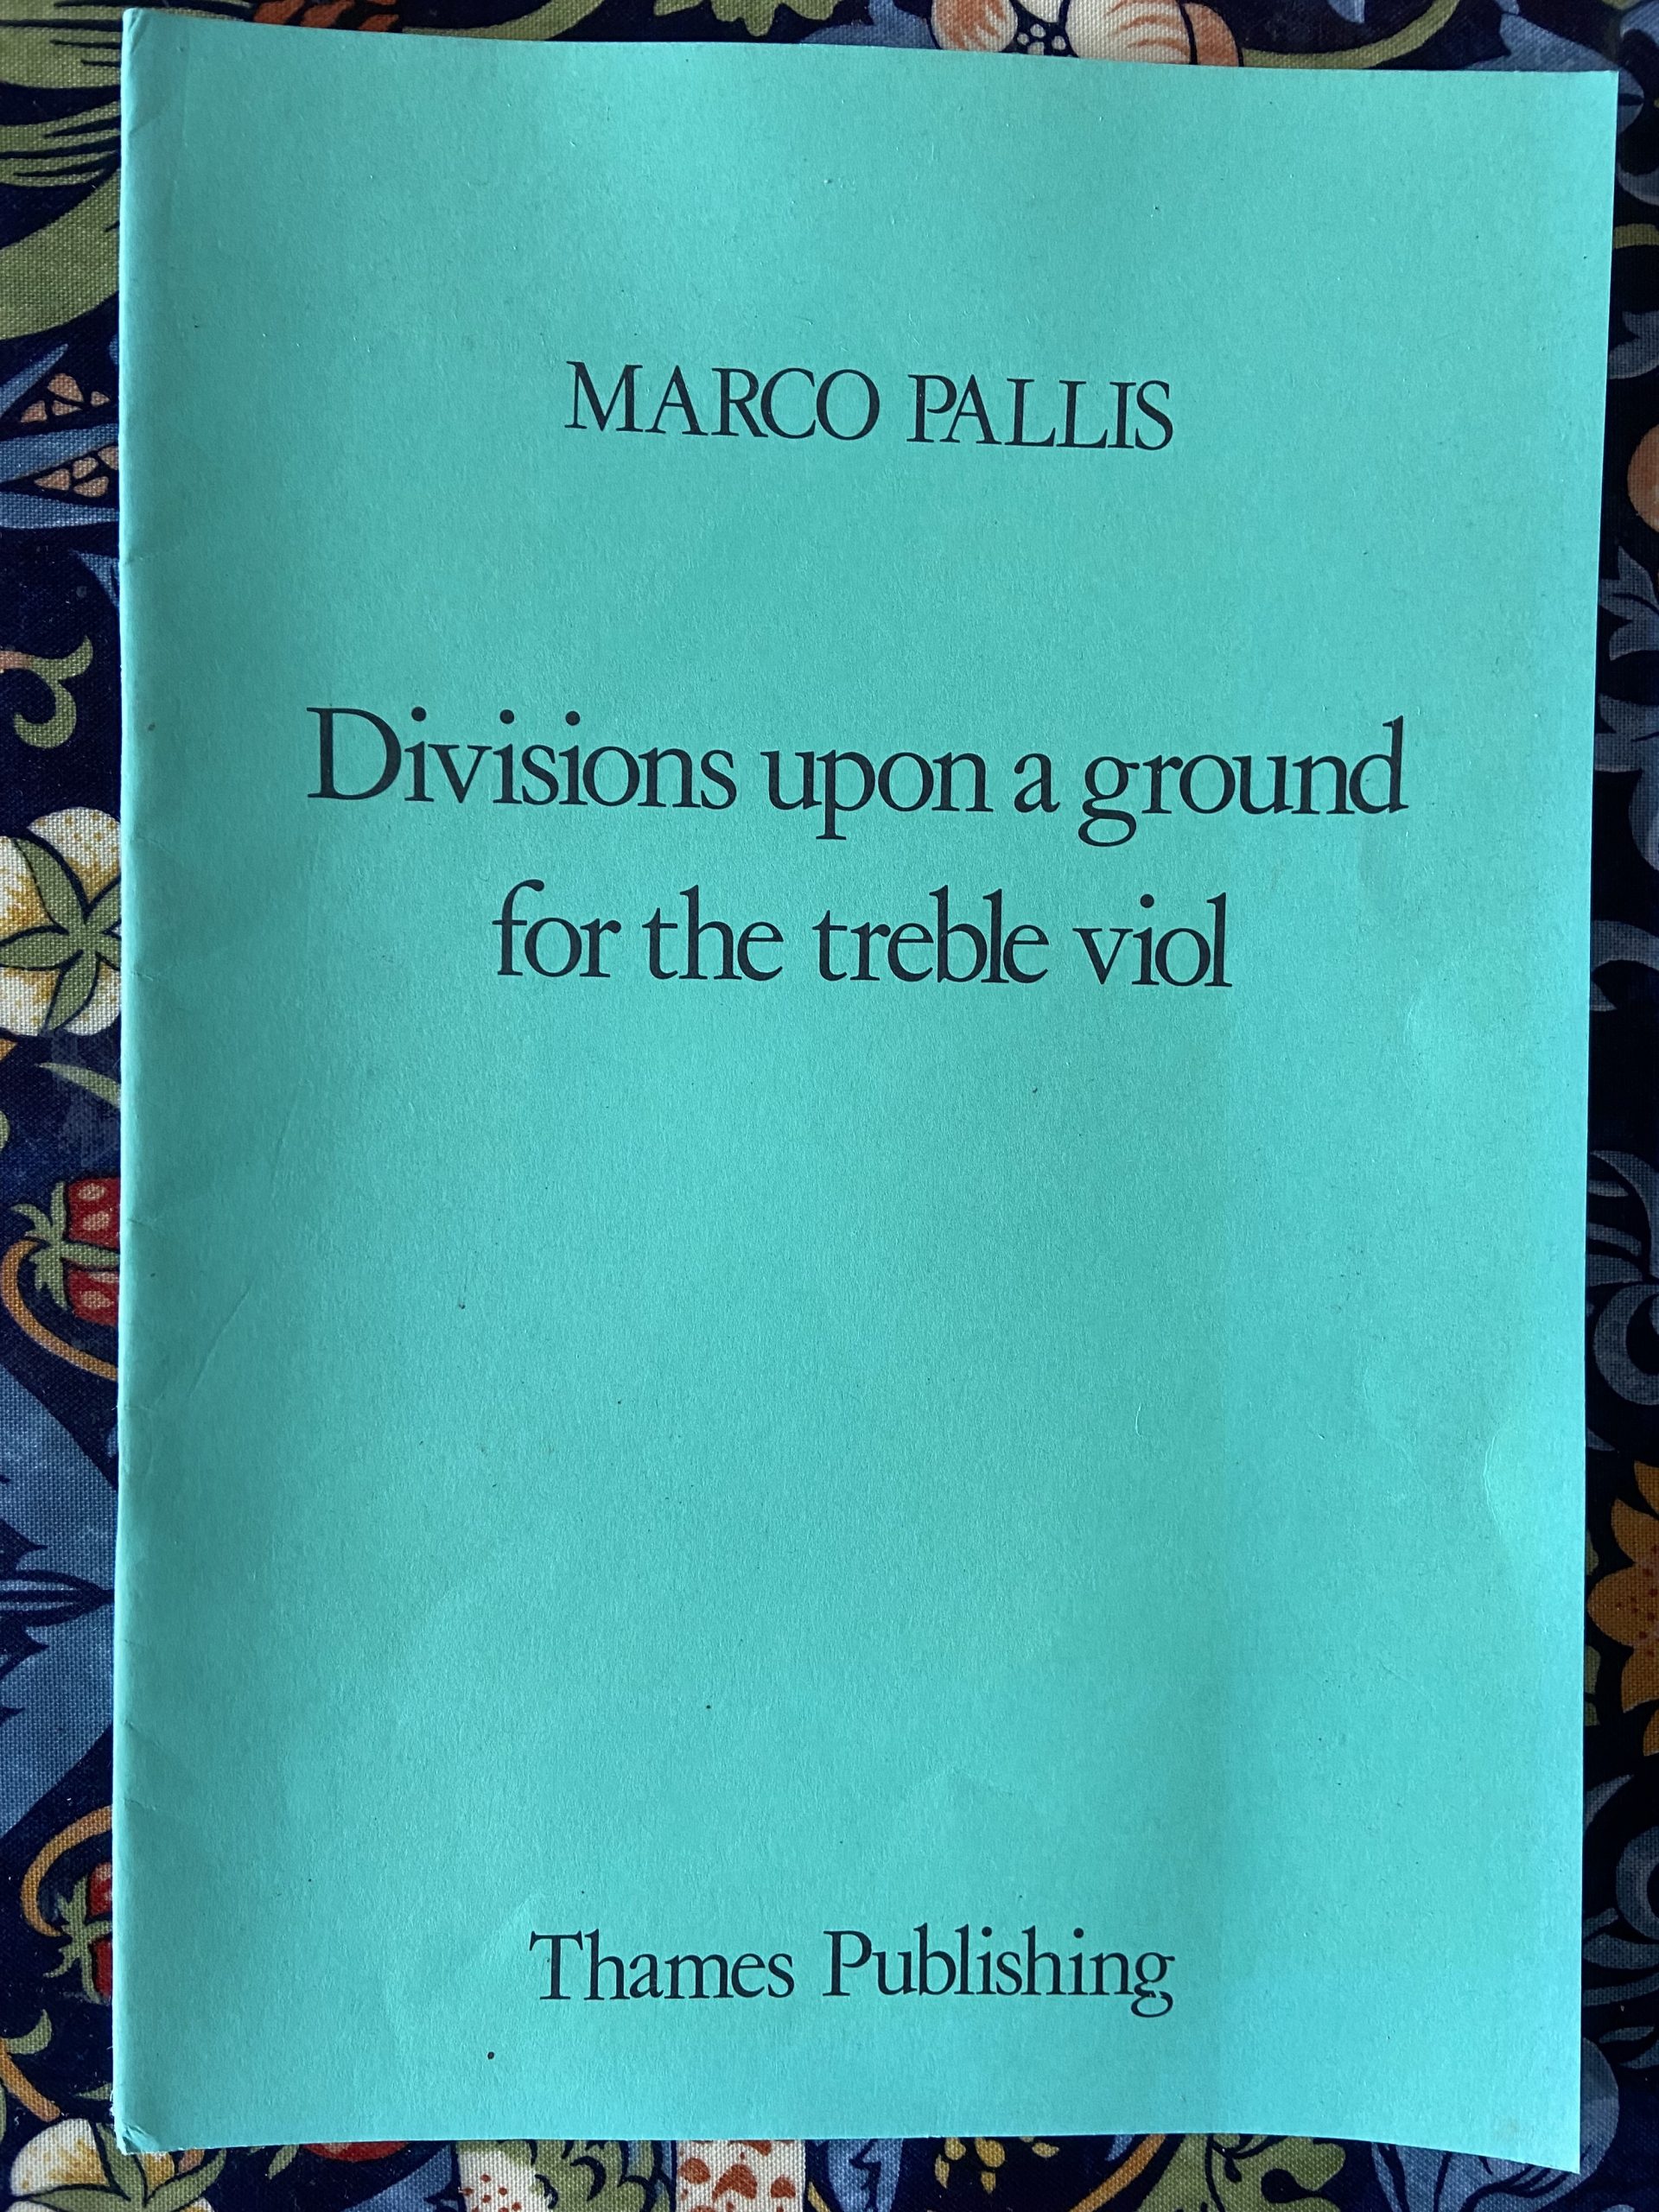 MARCO PALLIS
Divisions upon a ground
for the treble viol
Thames Publishing